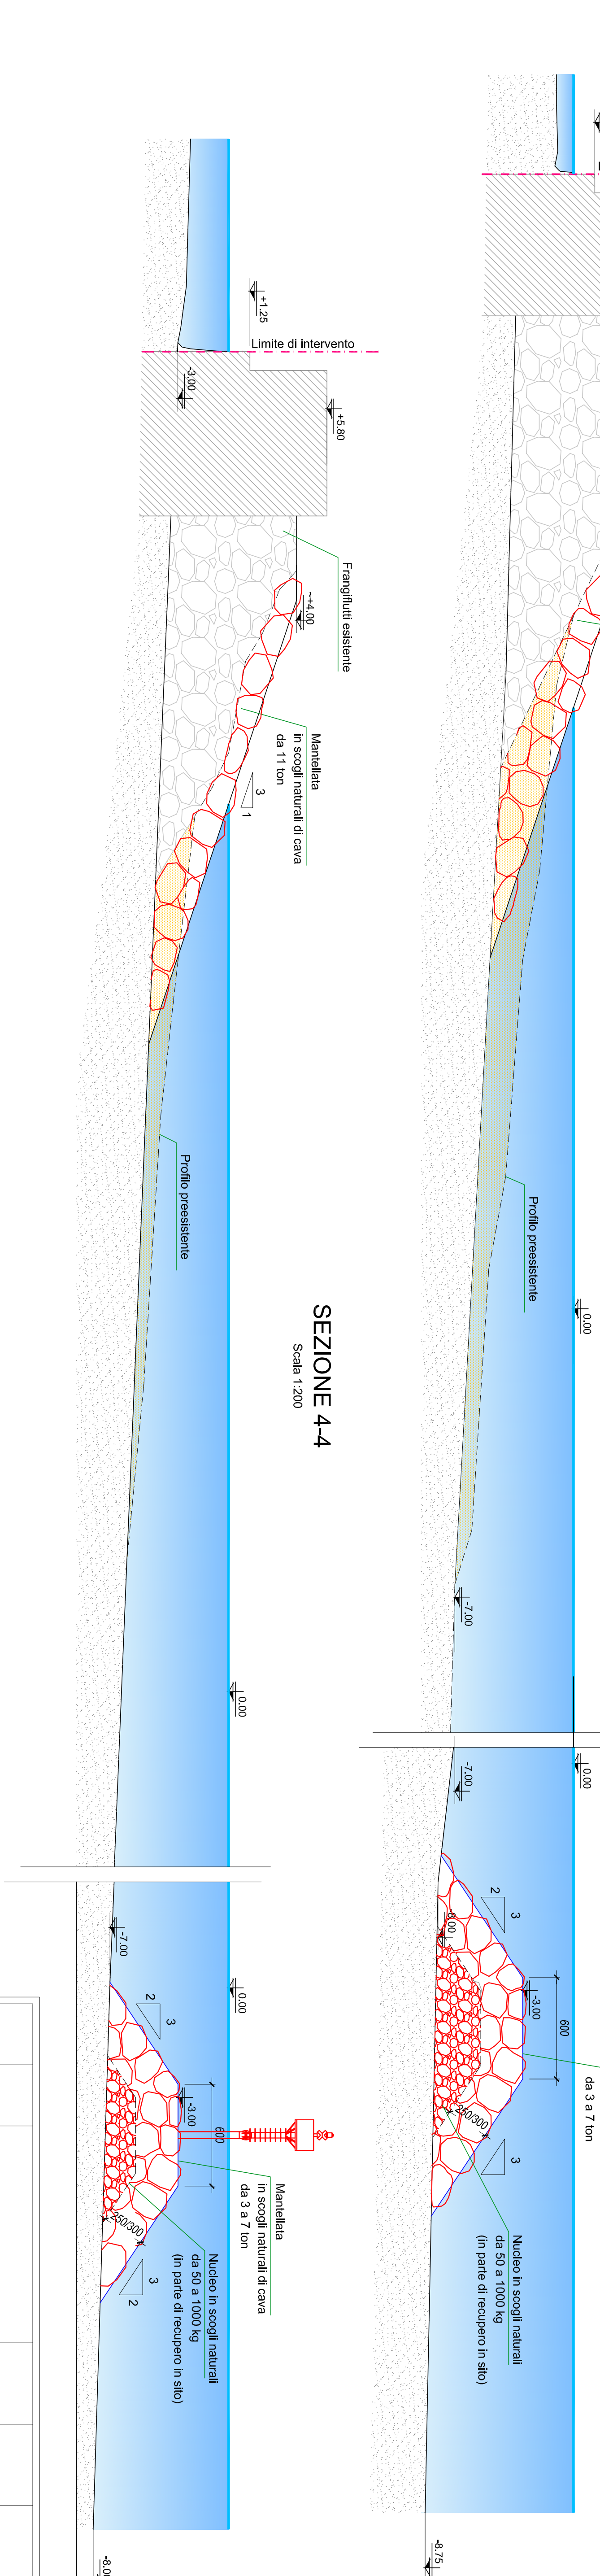 +1.25
Limite di intervento
-3.00
+5.80
Frangiflutti esistente
~+4.00
Mantellata
in scogli naturali di cava
da 11 ton
3
1
Profilo preesistente
SEZIONE 4-4
Scala 1:200
0.00
-7.00
0.00
2
3
-3.00
600
Mantellata
in scogli naturali di cava
da 3 a 7 ton
250/300
Nucleo in scogli naturali
da 50 a 1000 kg
(in parte di recupero in sito)
3
2
Profilo preesistente
0.00
-7.00
0.00
-7.00
2
3
-8.00
-3.00
600
da 3 a 7 ton
250/300
3
Nucleo in scogli naturali
da 50 a 1000 kg
(in parte di recupero in sito)
-8.75